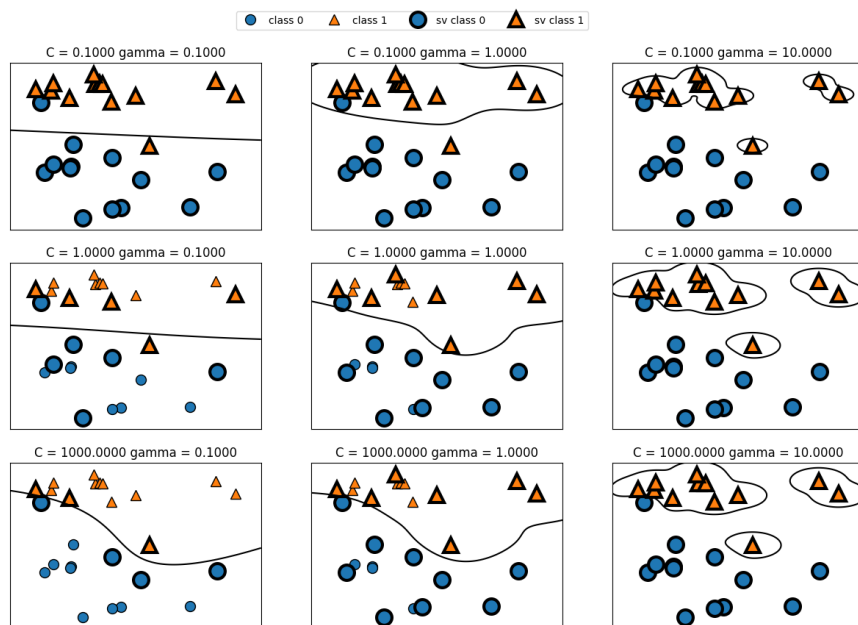 class 0 class 1 sv class 0 sv class 1
C = 0.1000 gamma = 0.1000
C = 0.1000 gamma = 1.0000
C = 0.1000 gamma = 10.0000
C = 1.0000 gamma = 0.1000
C = 1.0000 gamma = 1.0000
C = 1.0000 gamma = 10.0000
C = 1000.0000 gamma = 0.1000
C = 1000.0000 gamma = 1.0000
C = 1000.0000 gamma = 10.0000